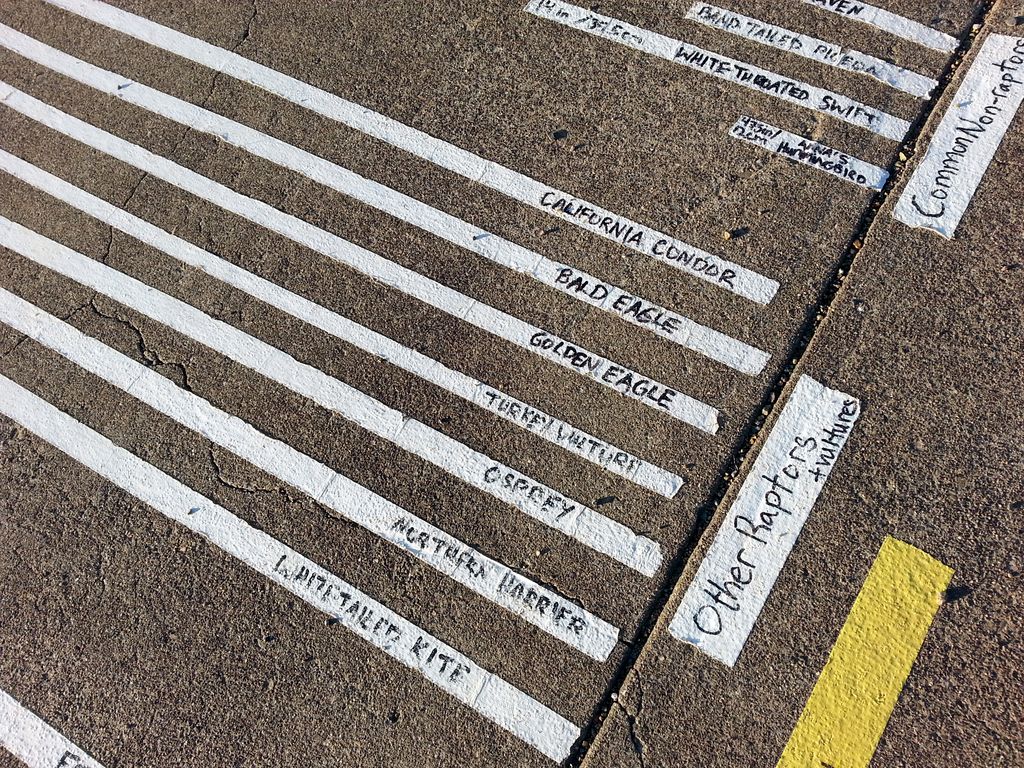 BAND TAILED PIGEON
WHITE THROATED SWIFT
ANNA'S
HUMMINGBIRD
Common Non-raptors
CALIFORNIA CONDOR
BALD EAGLE
GOLDEN EAGLE
TURKEY VULTURE
OSPREY
NORTHERN HARRIER
WHITE TAILED KITE
Other Raptors
+ vultures